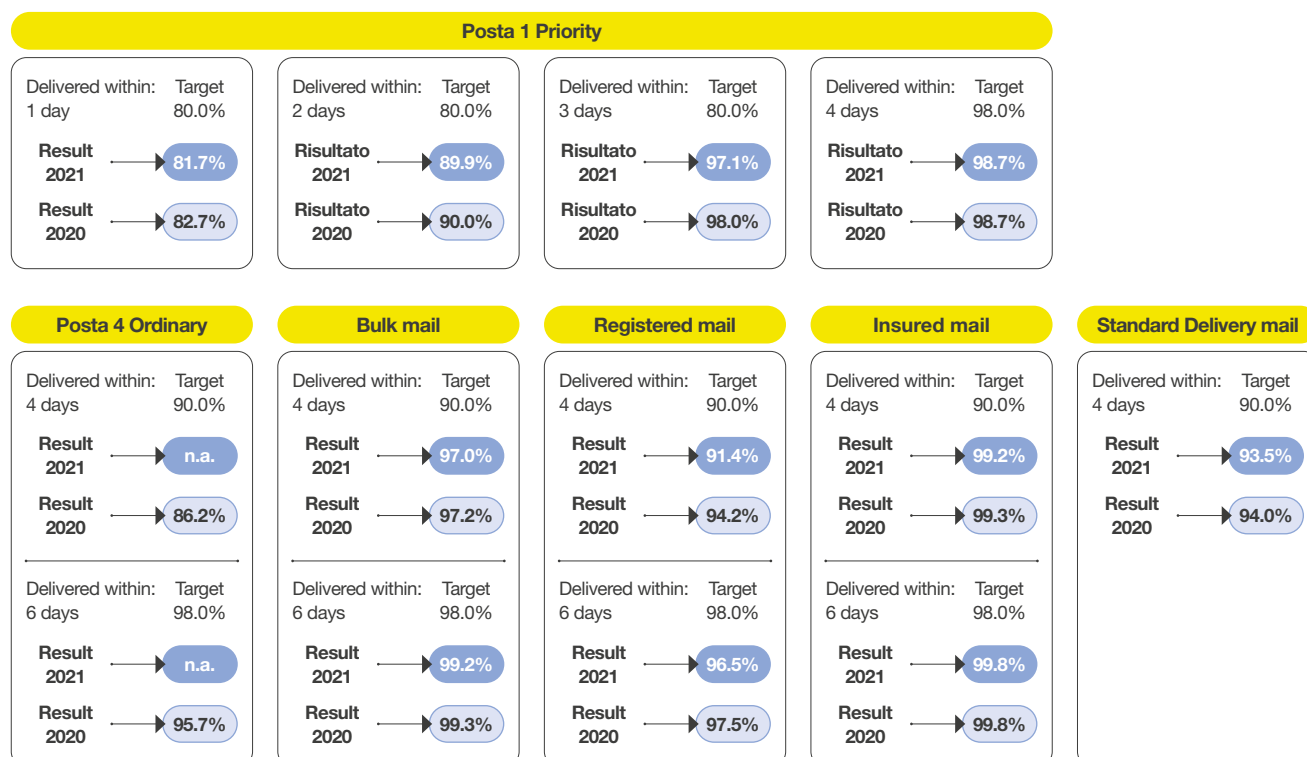 Posta 1 Priority
Delivered within: Target
1 day 80.0%
Result
2021
81.7%
Result
2020
82.7%
Delivered within: Target
2 days 80.0%
Risultato
2021
89.9%
Risultato
2020
90.0%
Delivered within: Target
3 days 80.0%
Risultato
2021
97.1%
Risultato
2020
98.0%
Delivered within: Target
4 days 98.0%
Risultato
2021
98.7%
Risultato
2020
98.7%
Posta 4 Ordinary
Delivered within: Target
4 days 90.0%
Result
2021
n.a.
Result
2020
86.2%
Delivered within: Target
6 days 98.0%
Result
2021
n.a.
Result
2020
95.7%
Bulk mail
Delivered within: Target
4 days 90.0%
Result
2021
97.0%
Result
2020
97.2%
Delivered within: Target
6 days 98.0%
Result
2021
99.2%
Result
2020
99.3%
Registered mail
Delivered within: Target
4 days 90.0%
Result
2021
91.4%
Result
2020
94.2%
Delivered within: Target
6 days 98.0%
Result
2021
96.5%
Result
2020
97.5%
Insured mail
Delivered within: Target
4 days 90.0%
Result
2021
99.2%
Result
2020
99.3%
Delivered within: Target
6 days 98.0%
Result
2021
99.8%
Result
2020
99.8%
Standard Delivery mail
Delivered within: Target
4 days 90.0%
Result
2021
93.5%
Result
2020
94.0%